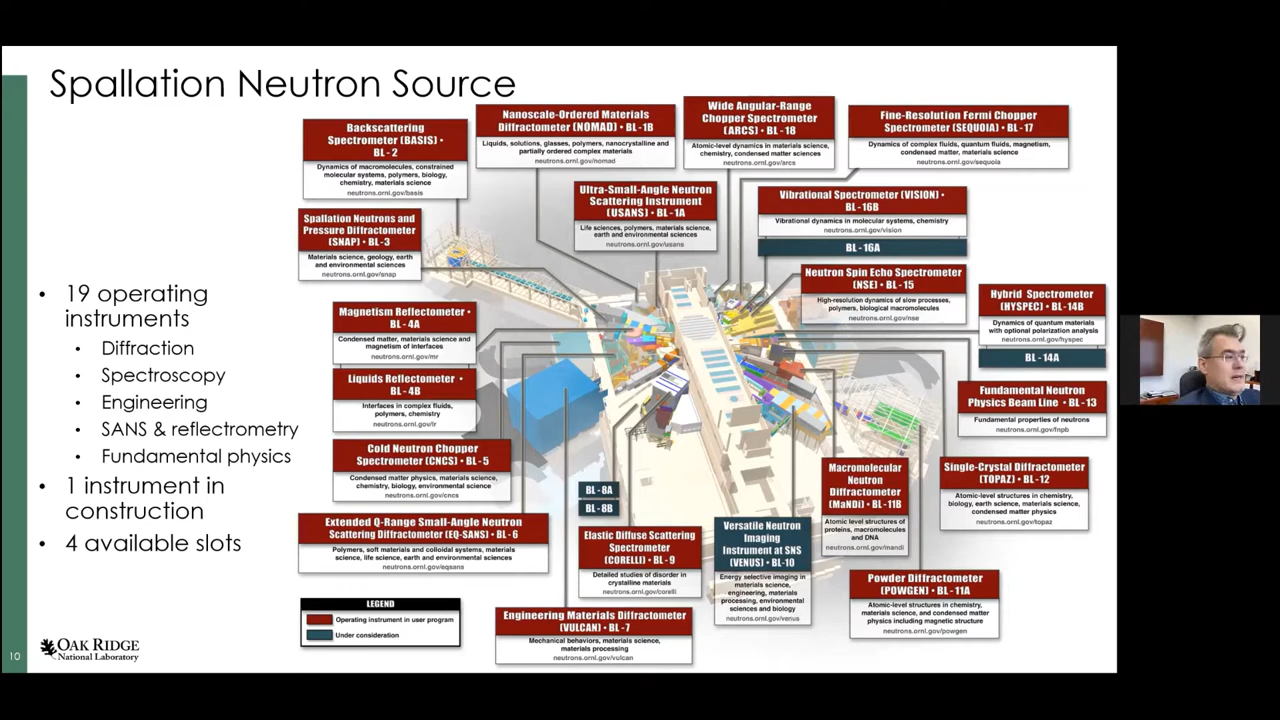 Spallation Neutron Source
• 19 operating
instruments
• Diffraction
• Spectroscopy
• Engineering
• SANS & reflectrometry
• Fundamental physics
• 1 instrument in
construction
• 4 available slots
Backscattering
Spectrometer (BASIS) •
BL-2
Dynamics of macromolecules, constrained
molecular systems, polymers, biology,
chemistry, materials science
neutrons.ornl.gov/basis
Nanoscale-Ordered Materials
Diffractometer (NOMAD) • BL-1B
Liquids, solutions, glasses, polymers, nanocrystalline and
partially ordered complex materials
neutrons.ornl.gov/nomad
Wide Angular-Range
Chopper Spectrometer
(ARCS) • BL-18
Atomic-level dynamics in materials science,
chemistry, condensed matter sciences
neutrons.ornl.gov/arcs
Fine-Resolution Fermi Chopper
Spectrometer (SEQUOIA) • BL-17
Dynamics of complex fluids, quantum fluids, magnetism,
condensed matter, materials science
neutrons.ornl.gov/sequoia
Spallation Neutrons and
Pressure Diffractometer
(SNAP) • BL-3
Materials science, geology, earth
and environmental sciences
neutrons.ornl.gov/snap
Ultra-Small-Angle Neutron
Scattering Instrument
(USANS) • BL-1A
Life sciences, polymers, materials science,
earth and environmental sciences
neutrons.ornl.gov/usans
Vibrational Spectrometer (VISION) •
BL-16B
Vibrational dynamics in molecular systems, chemistry
neutrons.ornl.gov/vision
BL-16A
Neutron Spin Echo Spectrometer
(NSE) • BL-15
High-resolution dynamics of slow processes,
polymers, biological macromolecules
neutrons.ornl.gov/nse
Hybrid Spectrometer
(HYSPEC) • BL-14B
Dynamics of quantum materials
with optional polarization analysis
neutrons.ornl.gov/hyspec
BL-14A
Magnetism Reflectometer •
BL-4A
Condensed matter, materials science and
magnetism of interfaces
neutrons.ornl.gov/mr
Liquids Reflectometer •
BL-4B
Interfaces in complex fluids,
polymers, chemistry
neutrons.ornl.gov/lr
Fundamental Neutron
Physics Beam Line • BL-13
Fundamental properties of neutrons
neutrons.ornl.gov/fnpb
Cold Neutron Chopper
Spectrometer (CNCS) • BL-5
Condensed matter physics, materials science,
chemistry, biology, environmental science
neutrons.ornl.gov/cncs
Single-Crystal Diffractometer
(TOPAZ) • BL-12
Atomic-level structures in chemistry,
biology, earth science, materials science,
condensed matter physics
neutrons.ornl.gov/topaz
Macromolecular
Neutron
Diffractometer
(MaNDi) • BL-11B
Atomic level structures of
proteins, macromolecules
and DNA
neutrons.ornl.gov/mandi
BL-8A
BL-8B
Extended Q-Range Small-Angle Neutron
Scattering Diffractometer (EQ-SANS) • BL-6
Polymers, soft materials and colloidal systems, materials
science, life science, earth and environmental sciences
neutrons.ornl.gov/eqsans
Elastic Diffuse Scattering
Spectrometer
(CORELLI) • BL-9
Detailed studies of disorder in
crystalline materials
neutrons.ornl.gov/corelli
Versatile Neutron
Imaging
Instrument at SNS
(VENUS) • BL-10
Energy selective imaging in
materials science,
engineering, materials
processing, environmental
sciences and biology
neutrons.ornl.gov/venus
Powder Diffractometer
(POWGEN) • BL-11A
Atomic-level structures in chemistry,
materials science, and condensed matter
physics including magnetic structure
neutrons.ornl.gov/powgen
Engineering Materials Diffractometer
(VULCAN) • BL-7
Mechanical behaviors, materials science,
materials processing
neutrons.ornl.gov/vulcan
LEGEND
Operating instrument in user program
Under consideration
10
OAK RIDGE
National Laboratory